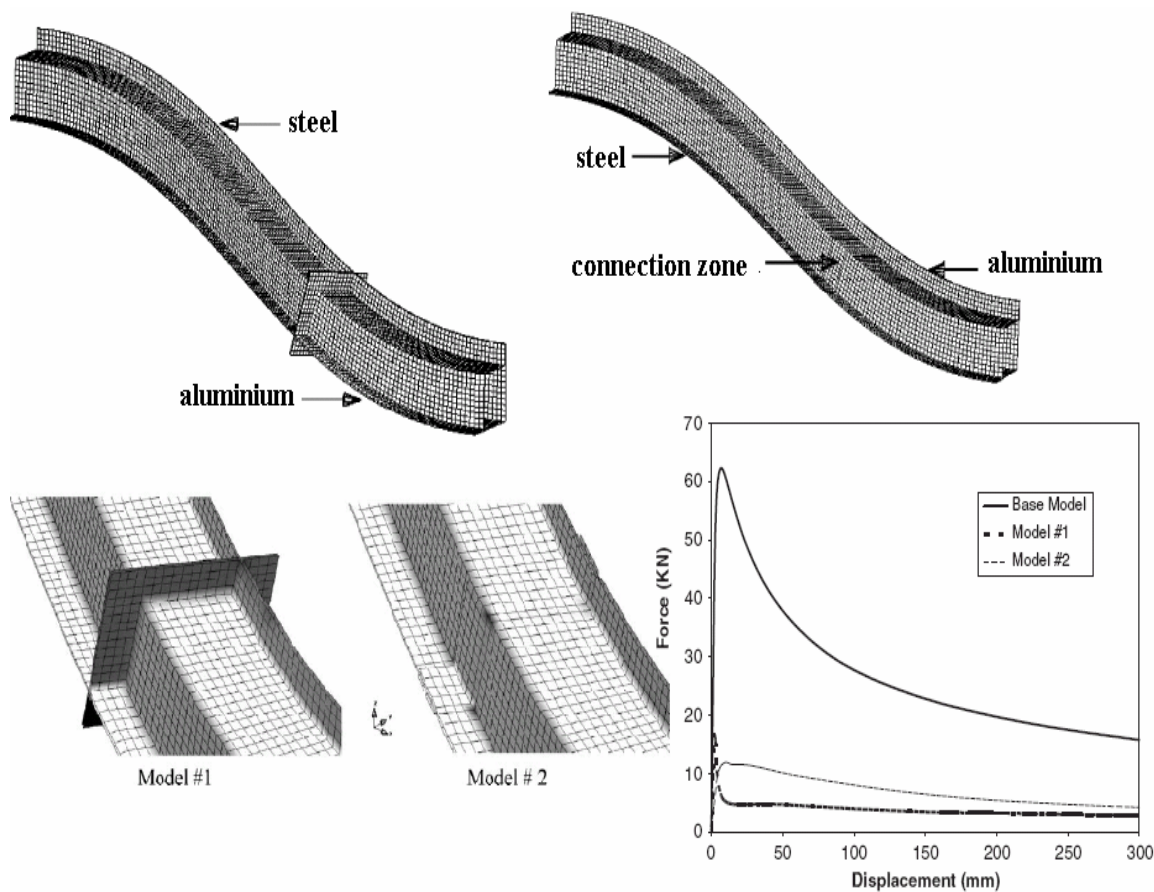 steel
steel
connection zone
aluminium
aluminium
Model #1
Model # 2
70
60
50
40
30
20
10
0
Force (KN)
Base Model
Model #1
Model #2
0 50 100 150 200 250 300
Displacement (mm)